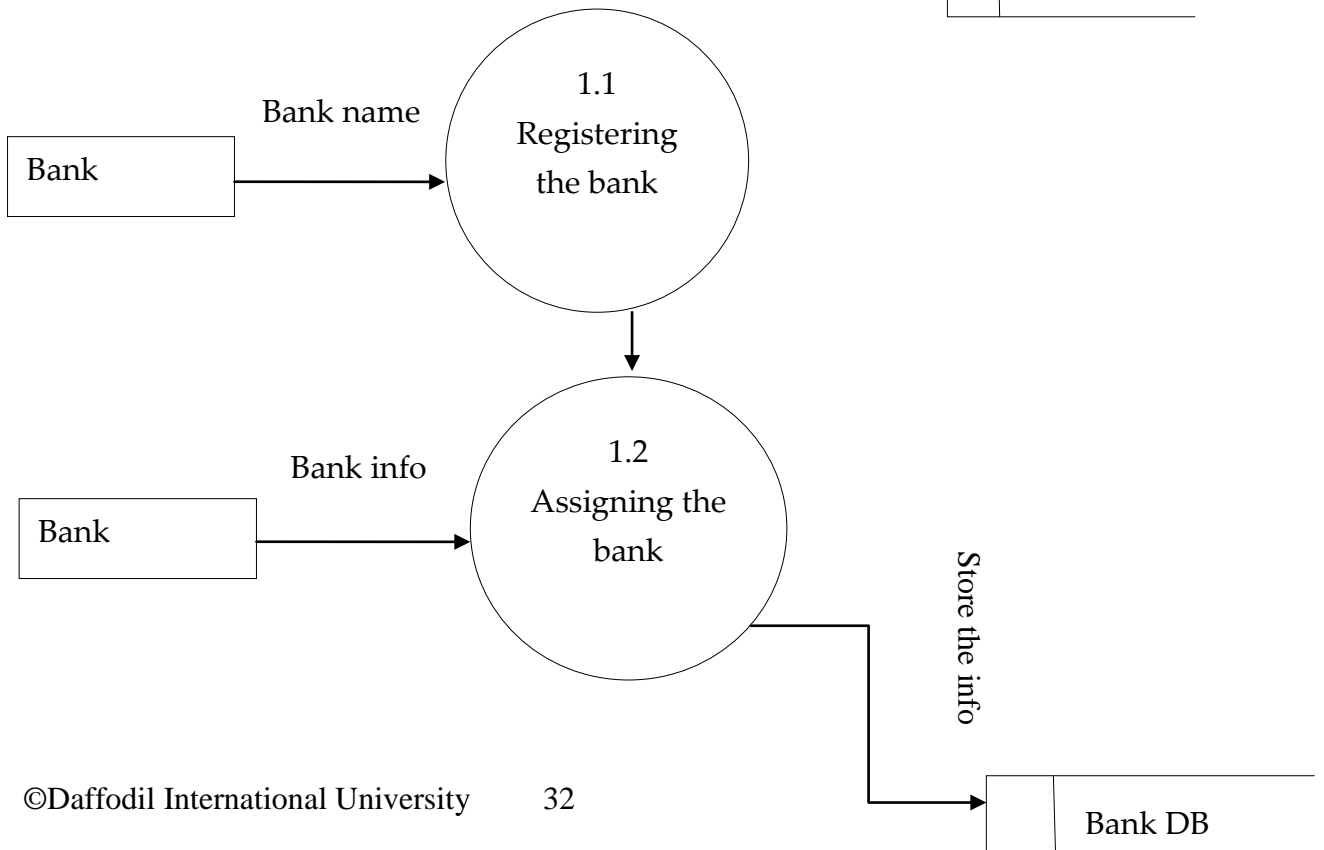 Bank name
Bank
1.1
Registering
the bank
Bank info
Bank
1.2
Assigning the
bank
Store the info
Bank DB
©Daffodil International University 32